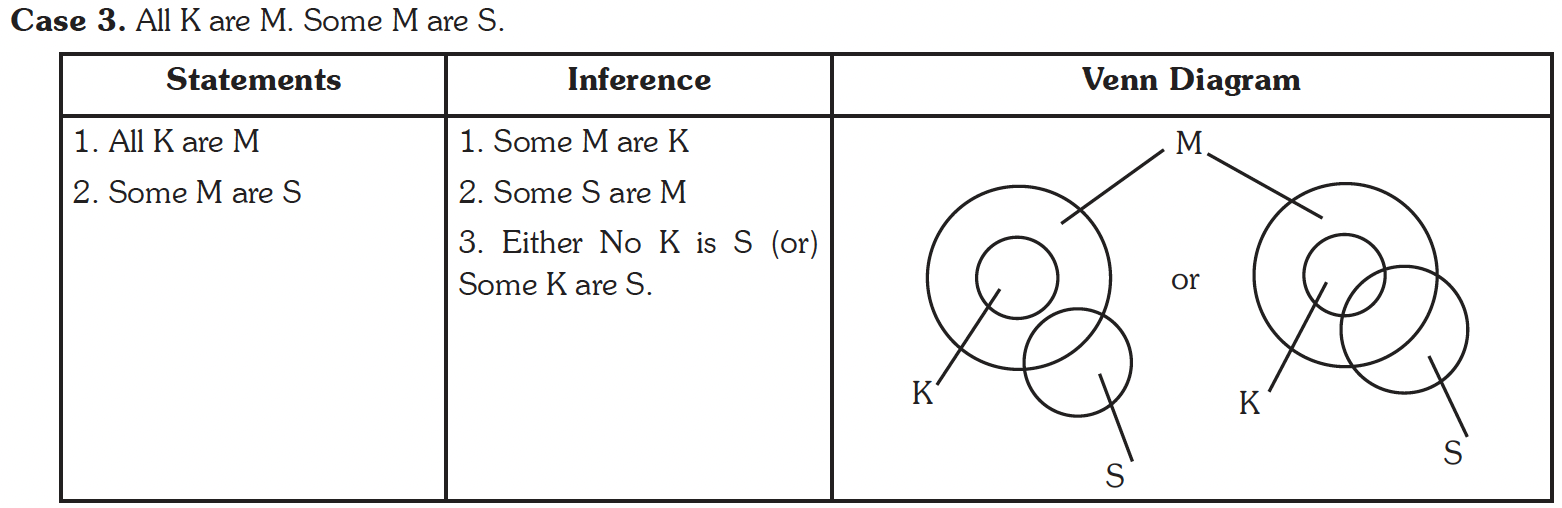 Case 3. All K are M. Some M are S.
Statements
Inference
Venn Diagram
1. All K are M
2. Some M are S
1. Some M are K
2. Some S are M
3. Either No K is S (or)
Some K are S.
M
or
K
K
S
S